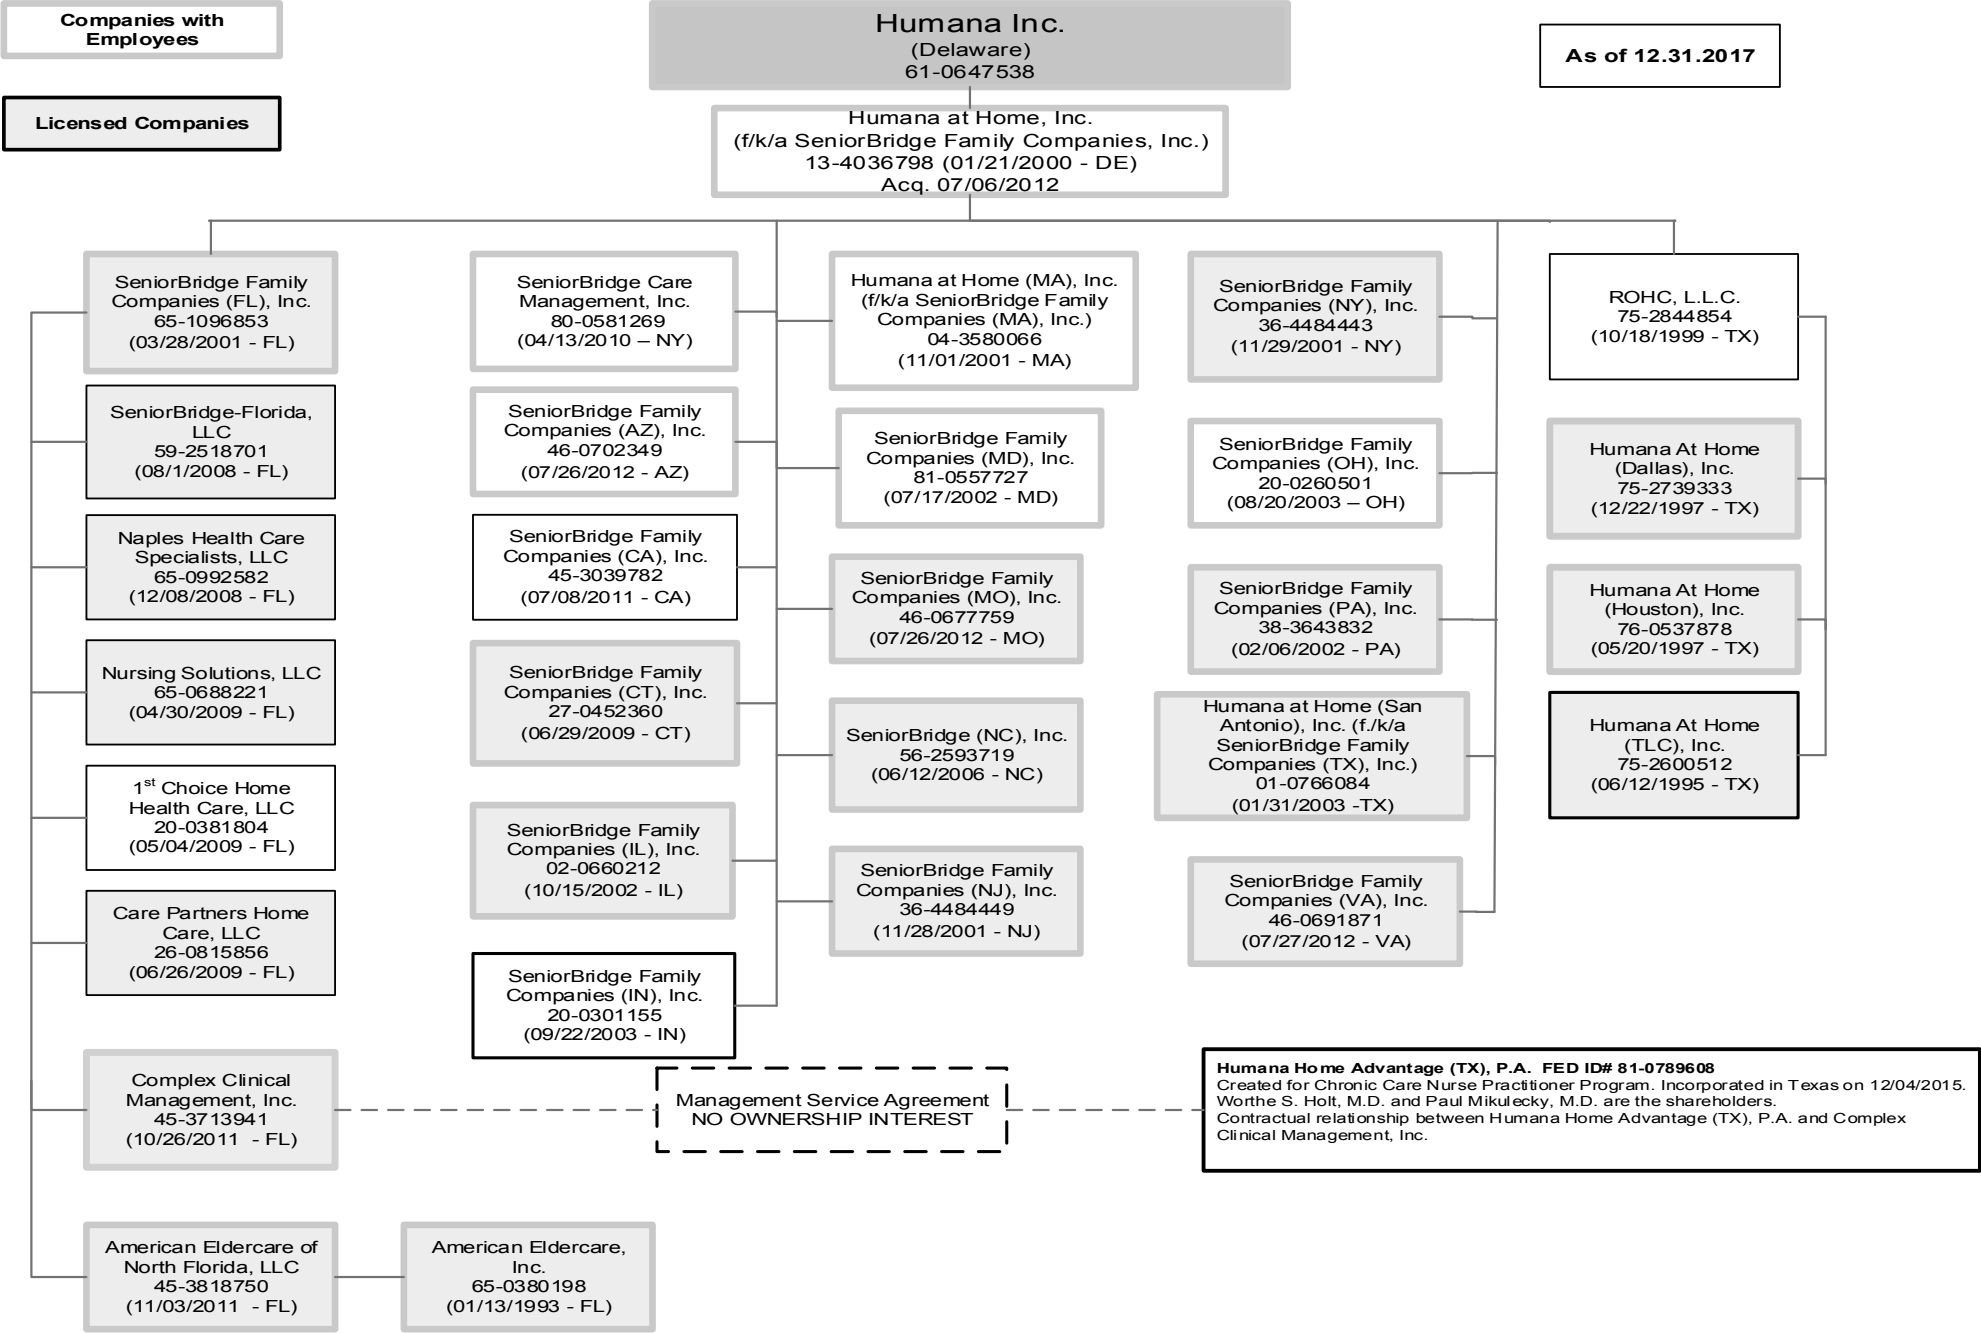 Companies with
Employees
Licensed Companies
Humana Inc.
(Delaware)
61-0647538
As of 12.31.2017
Humana at Home, Inc.
(f/k/a SeniorBridge Family Companies, Inc.)
13-4036798 (01/21/2000 - DE)
Acq. 07/06/2012
SeniorBridge Family
Companies (FL), Inc.
65-1096853
(03/28/2001 - FL)
SeniorBridge-Florida,
LLC
59-2518701
(08/1/2008 - FL)
Naples Health Care
Specialists, LLC
65-0992582
(12/08/2008 - FL)
Nursing Solutions, LLC
65-0688221
(04/30/2009 - FL)
1st Choice Home
Health Care, LLC
20-0381804
(05/04/2009 - FL)
Care Partners Home
Care, LLC
26-0815856
(06/26/2009 - FL)
Complex Clinical
Management, Inc.
45-3713941
(10/26/2011  - FL)
American Eldercare of
North Florida, LLC
45-3818750
(11/03/2011  - FL)
American Eldercare,
Inc.
65-0380198
(01/13/1993 - FL)
SeniorBridge Care
Management, Inc.
80-0581269
(04/13/2010 – NY)
SeniorBridge Family
Companies (AZ), Inc.
46-0702349
(07/26/2012 - AZ)
SeniorBridge Family
Companies (CA), Inc.
45-3039782
(07/08/2011 - CA)
SeniorBridge Family
Companies (CT), Inc.
27-0452360
(06/29/2009 - CT)
SeniorBridge Family
Companies (IL), Inc.
02-0660212
(10/15/2002 - IL)
SeniorBridge Family
Companies (IN), Inc.
20-0301155
(09/22/2003 - IN)
Humana at Home (MA), Inc.
(f/k/a SeniorBridge Family
Companies (MA), Inc.)
04-3580066
(11/01/2001 - MA)
SeniorBridge Family
Companies (MD), Inc.
81-0557727
(07/17/2002 - MD)
SeniorBridge Family
Companies (MO), Inc.
46-0677759
(07/26/2012 - MO)
SeniorBridge (NC), Inc.
56-2593719
(06/12/2006 - NC)
SeniorBridge Family
Companies (NJ), Inc.
36-4484449
(11/28/2001 - NJ)
SeniorBridge Family
Companies (NY), Inc.
36-4484443
(11/29/2001 - NY)
SeniorBridge Family
Companies (OH), Inc.
20-0260501
(08/20/2003 – OH)
SeniorBridge Family
Companies (PA), Inc.
38-3643832
(02/06/2002 - PA)
Humana at Home (San
Antonio), Inc. (f./k/a
SeniorBridge Family
Companies (TX), Inc.)
01-0766084
(01/31/2003 -TX)
SeniorBridge Family
Companies (VA), Inc.
46-0691871
(07/27/2012 - VA)
ROHC, L.L.C.
75-2844854
(10/18/1999 - TX)
Humana At Home
(Dallas), Inc.
75-2739333
(12/22/1997 - TX)
Humana At Home
(Houston), Inc.
76-0537878
(05/20/1997 - TX)
Humana At Home
(TLC), Inc.
75-2600512
(06/12/1995 - TX)
Management Service Agreement
NO OWNERSHIP INTEREST
Humana Home Advantage (TX), P.A.  FED ID# 81-0789608
Created for Chronic Care Nurse Practitioner Program. Incorporated in Texas on 12/04/2015.
Worthe S. Holt, M.D. and Paul Mikulecky, M.D. are the shareholders.
Contractual relationship between Humana Home Advantage (TX), P.A. and Complex
Clinical Management, Inc.